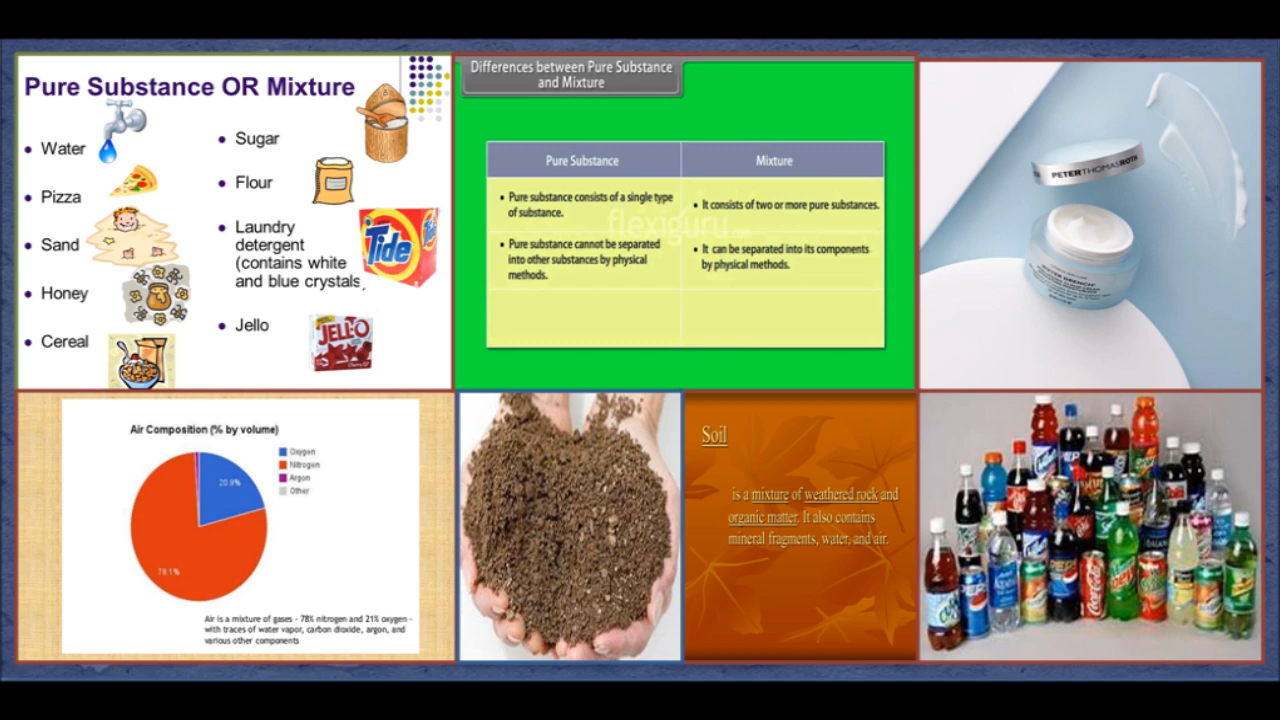 Pure Substance OR Mixture
• Water
• Pizza
• Sand
• Honey
• Cereal
• Sugar
• Flour
• Laundry
detergent
(contains white
and blue crystals
• Jello
Tide
JELL-O
Differences between Pure Substance
and Mixture
Pure Substance
Mixture
• Pure substance consists of a single type
of substance.
• It consists of two or more pure substances.
• Pure substance cannot be separated
into other substances by physical
methods.
• It can be separated into its components
by physical methods.
flexiguru
PETERTHOMASROTH
WATER DRENCH
Air Composition (% by volume)
Oxygen
Nitrogen
Argon
Other
20.9%
78.1%
Air is a mixture of gases - 78% nitrogen and 21% oxygen -
with traces of water vapor, carbon dioxide, argon, and
various other components
Soil
is a mixture of weathered rock and
organic matter. It also contains
mineral fragments, water, and air.
Coca-Cola